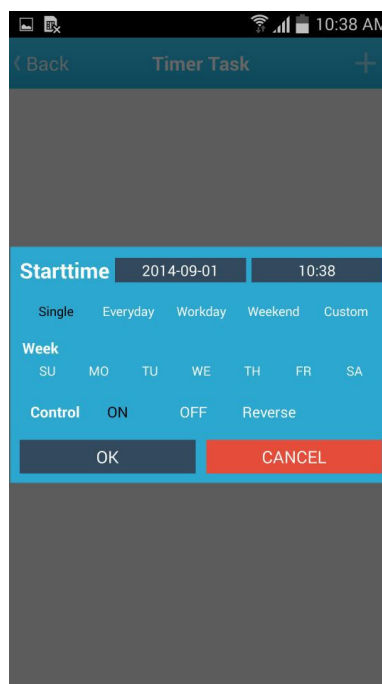 10:38 AM
Back Timer Task +
Starttime 2014-09-01 10:38
Single Everyday Workday Weekend Custom
Week
SU MO TU WE TH FR SA
Control ON OFF Reverse
OK CANCEL